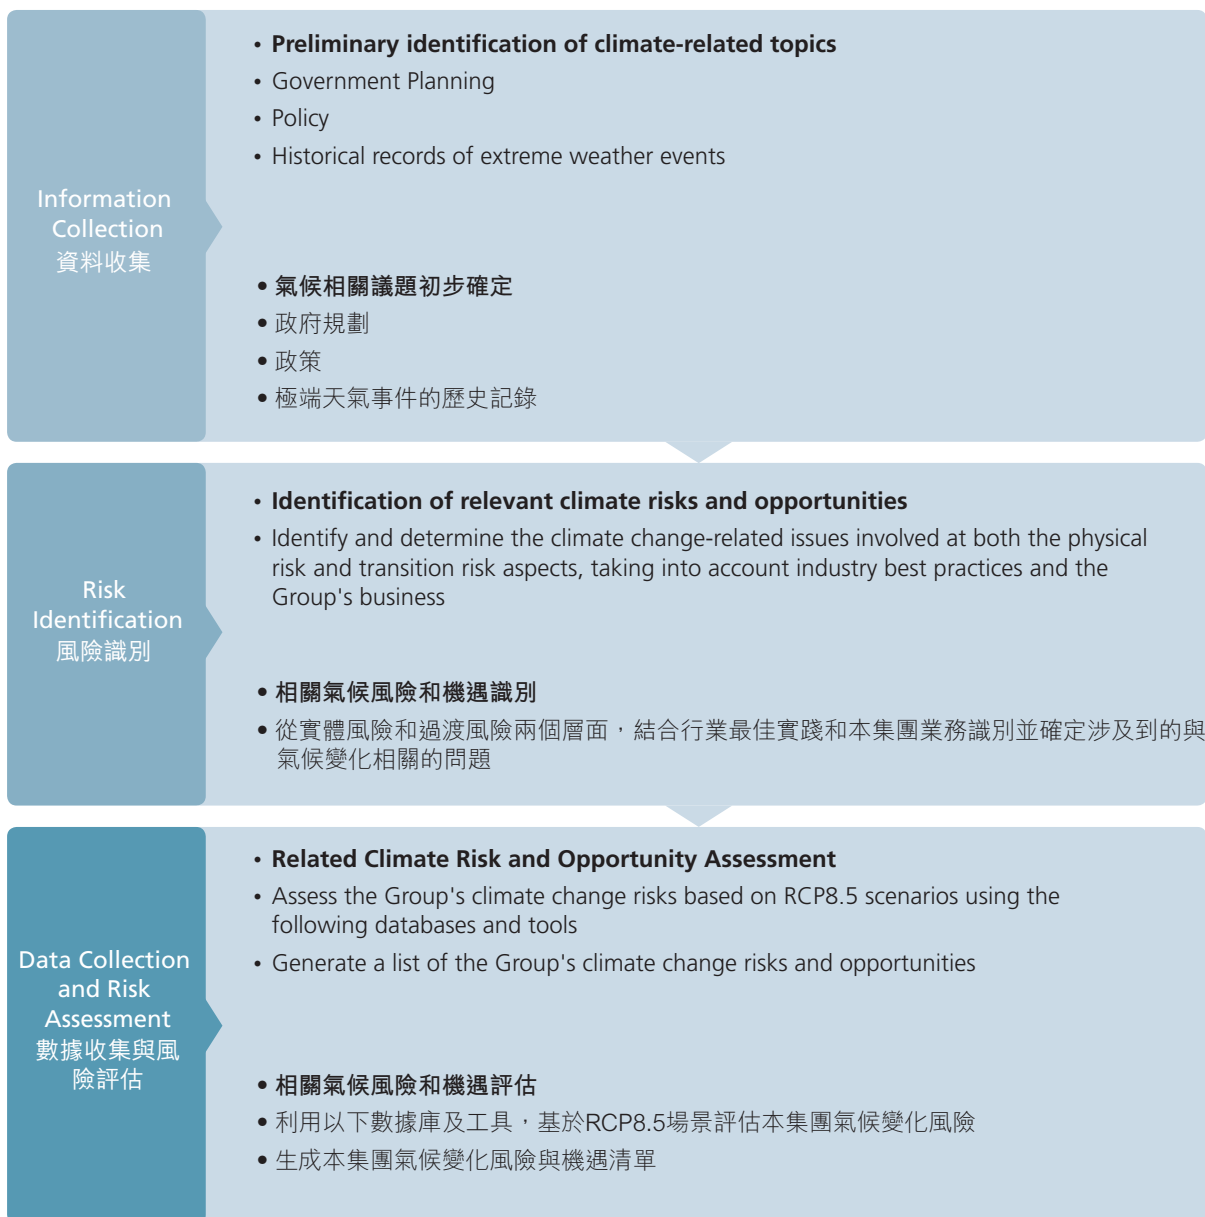 Information
Collection
資料收集
• Preliminary identification of climate-related topics
• Government Planning
• Policy
• Historical records of extreme weather events
• 氣候相關議題初步確定
• 政府規劃
• 政策
• 極端天氣事件的歷史記錄
Risk
Identification
風險識別
• Identification of relevant climate risks and opportunities
• Identify and determine the climate change-related issues involved at both the physical
risk and transition risk aspects, taking into account industry best practices and the
Group's business
• 相關氣候風險和機遇識別
• 從實體風險和過渡風險兩個層面，結合行業最佳實踐和本集團業務識別並確定涉及到的與
氣候變化相關的問題
Data Collection
and Risk
Assessment
數據收集與風
險評估
• Related Climate Risk and Opportunity Assessment
• Assess the Group's climate change risks based on RCP8.5 scenarios using the
following databases and tools
• Generate a list of the Group's climate change risks and opportunities
• 相關氣候風險和機遇評估
• 利用以下數據庫及工具，基於RCP8.5場景評估本集團氣候變化風險
• 生成本集團氣候變化風險與機遇清單